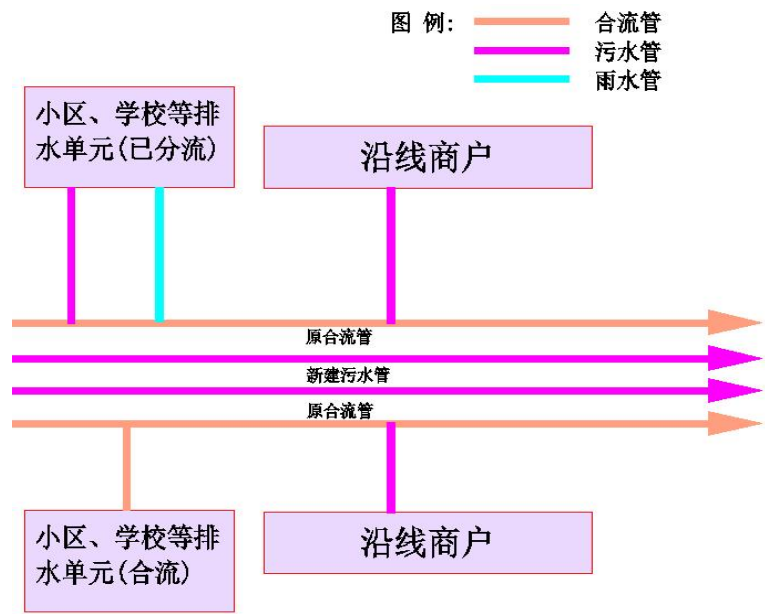 图 例:
合流管
污水管
雨水管
小区、学校等排
水单元(已分流)
沿线商户
原合流管
新建污水管
原合流管
小区、学校等排
水单元(合流)
沿线商户